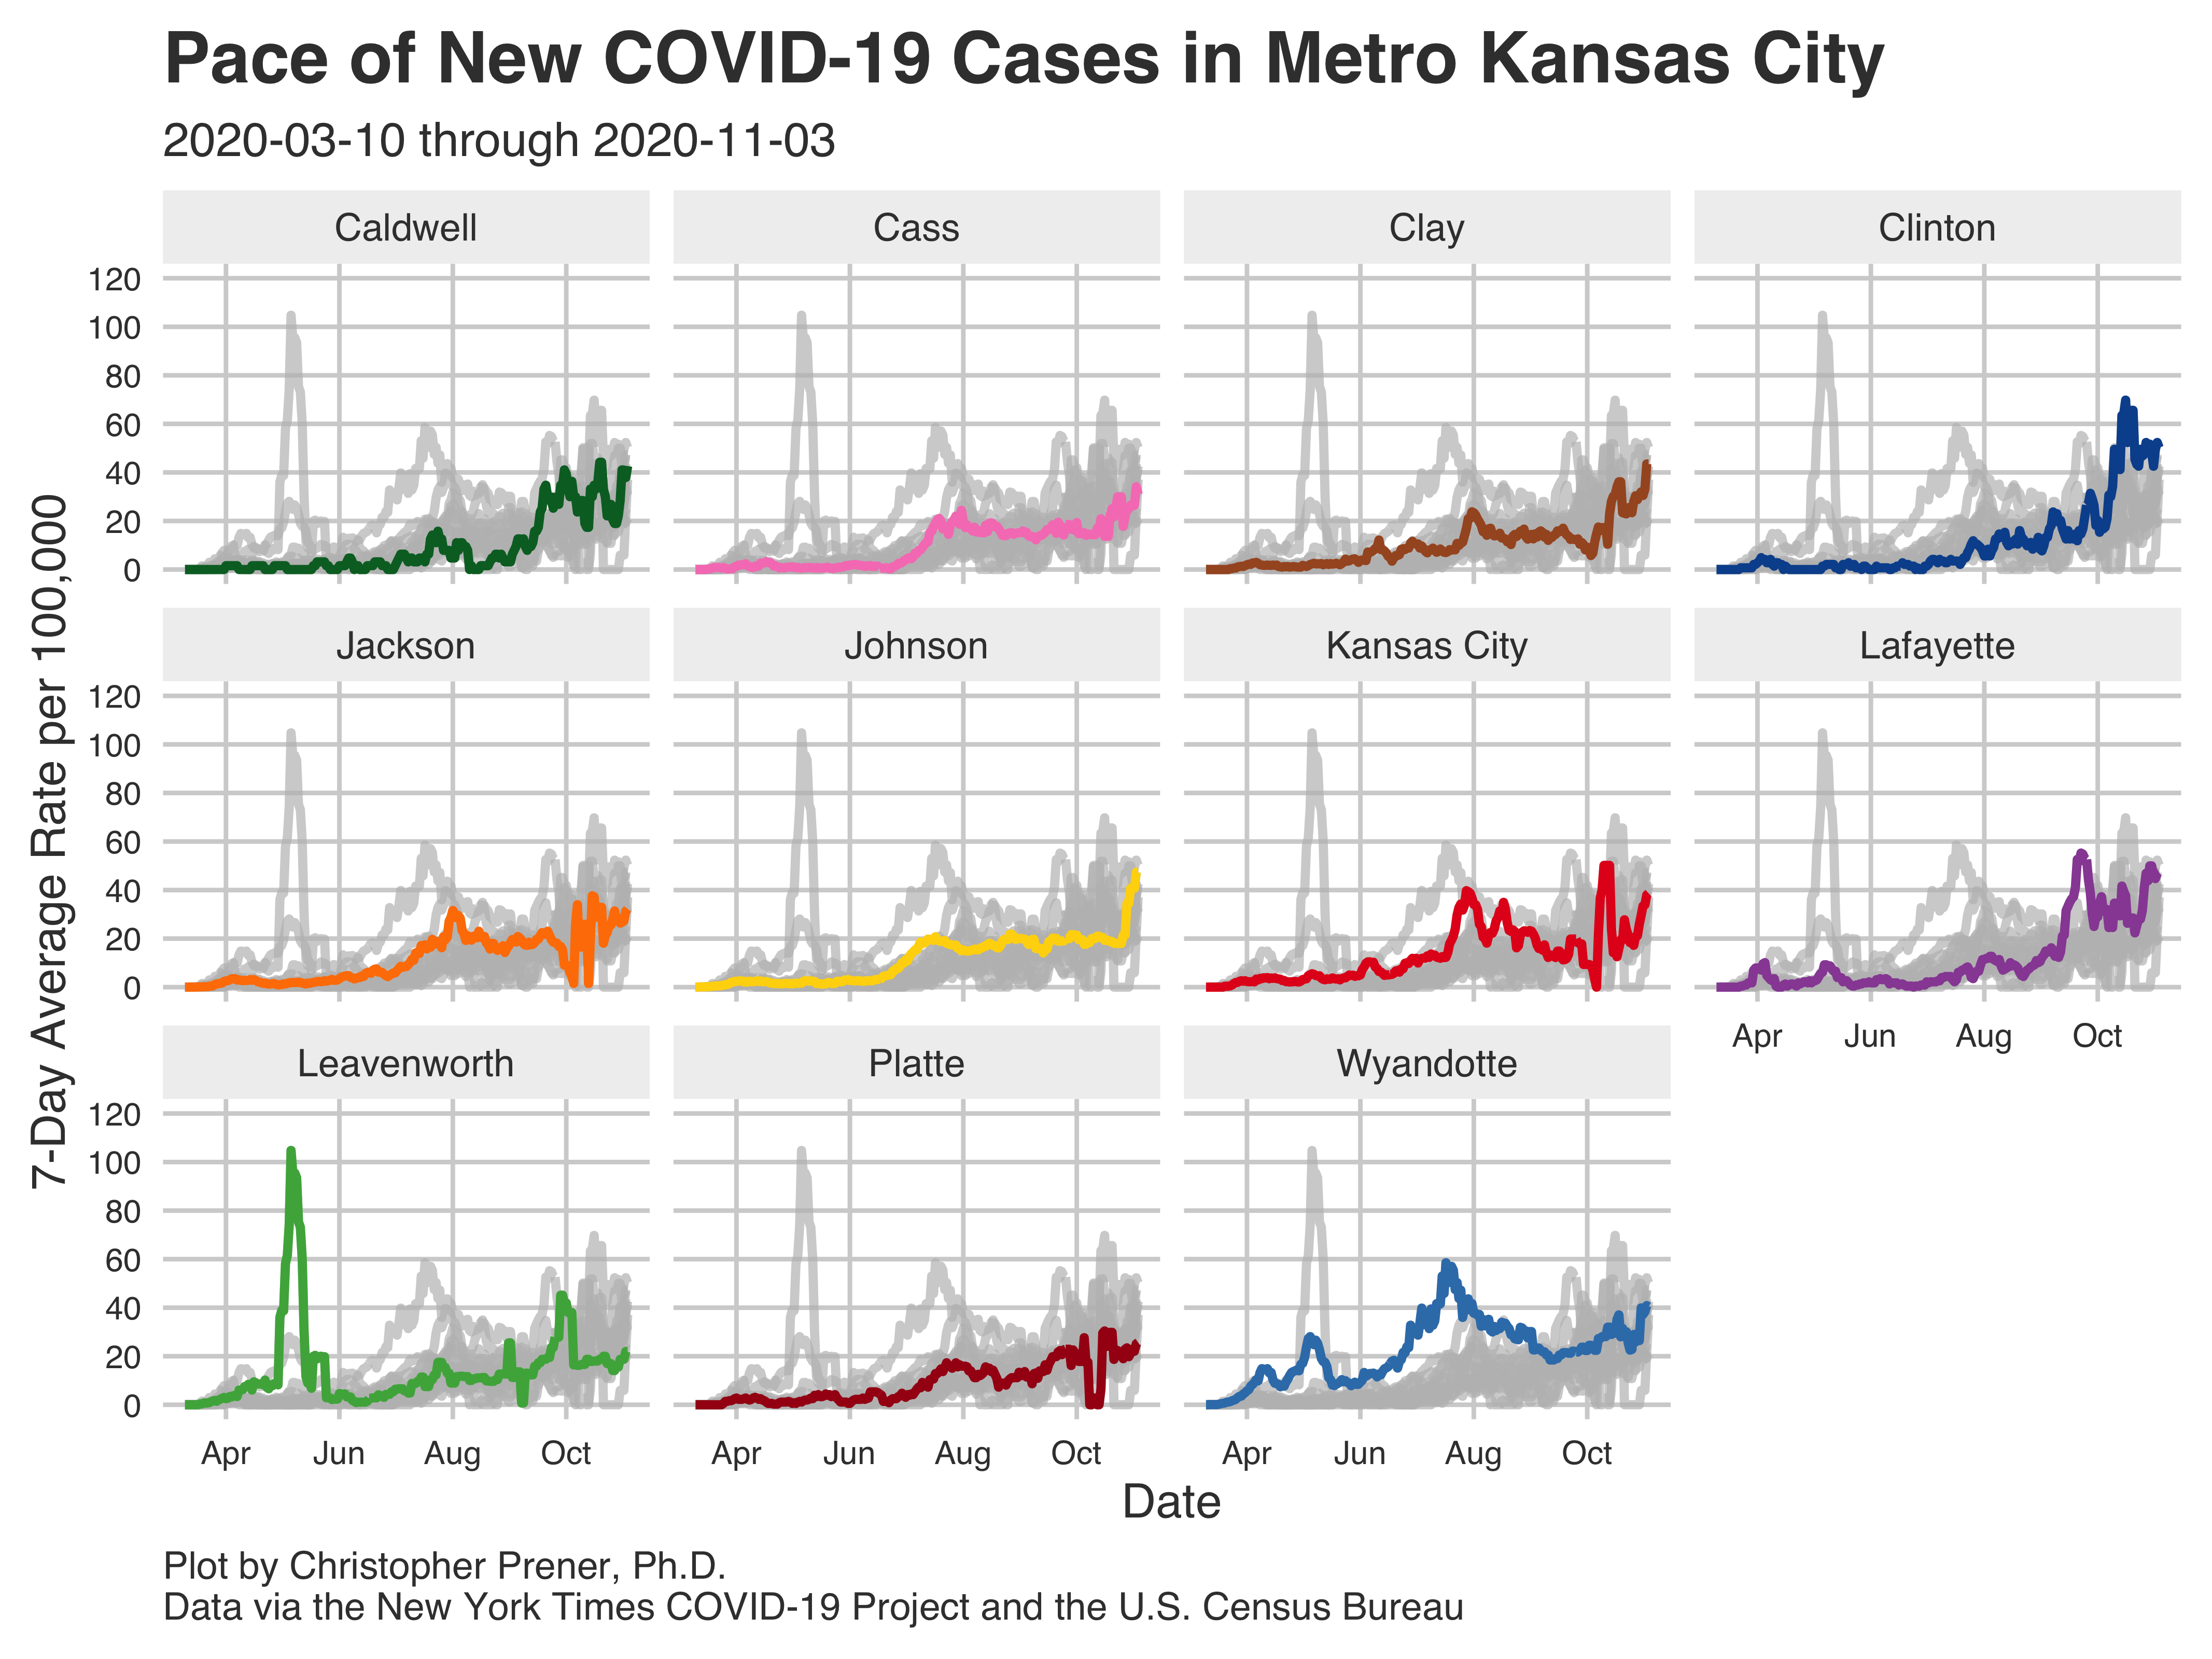 Pace of New COVID-19 Cases in Metro Kansas City
2020-03-10 through 2020-11-03
7-Day Average Rate per 100,000
Caldwell
Cass
Clay
Clinton
120
100
80
60
40
20
0
Jackson
Johnson
Kansas City
Lafayette
120
100
80
60
40
20
0
Apr Jun Aug Oct
Leavenworth
Platte
Wyandotte
120
100
80
60
40
20
0
Apr Jun Aug Oct
Apr Jun Aug Oct
Apr Jun Aug Oct
Date
Plot by Christopher Prener, Ph.D.
Data via the New York Times COVID-19 Project and the U.S. Census Bureau